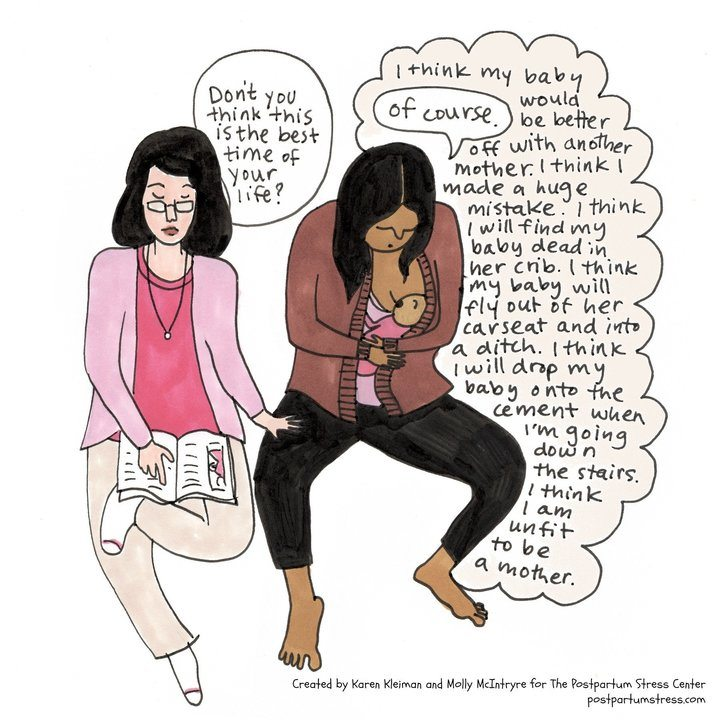 Don't you
think this
is the best
time of
your
life?
of course.
I think my baby
would
be better
off with another
mother. I think I
made a huge
mistake. I think
I will find my
baby dead in
her crib. I think
my baby will
fly out of her
carseat and into
a ditch. I think
I will drop my
baby onto the
cement when
I'm going
down
the stairs.
I think
I am
unfit
to be
a mother.
Created by Karen Kleiman and Molly McIntryre for The Postpartum Stress Center
postpartumstress.com